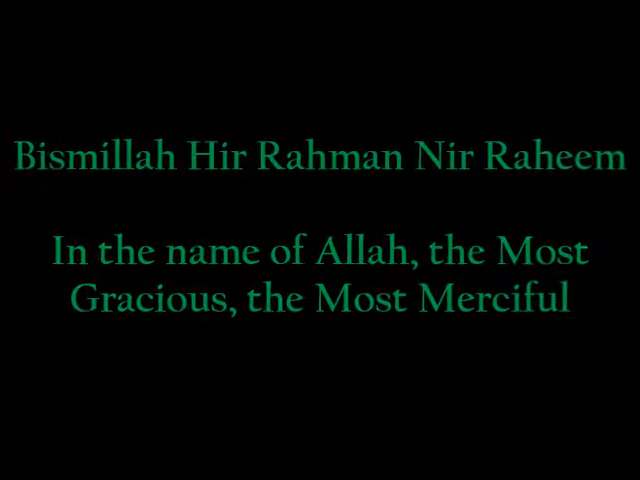 Bismillah Hir Rahman Nir Raheem
In the name of Allah, the Most
Gracious, the Most Merciful